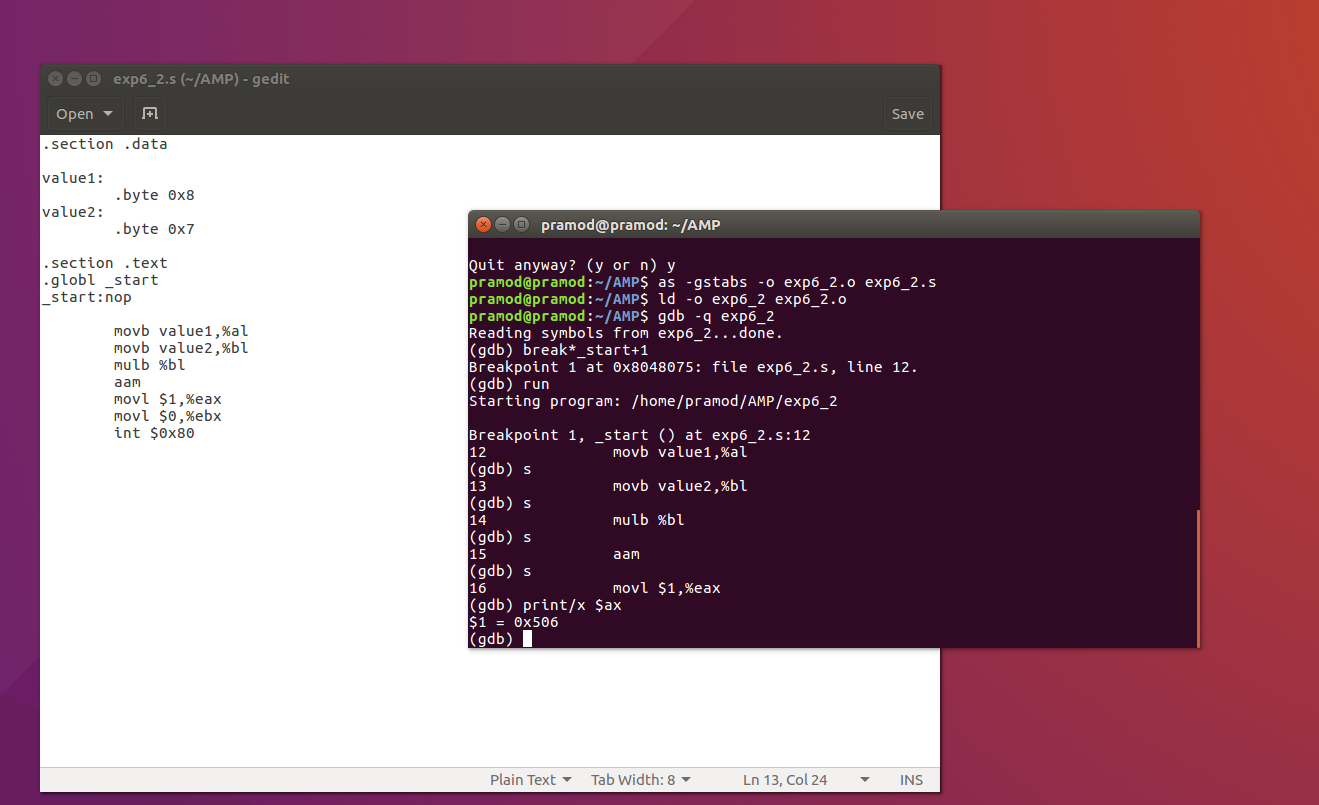 exp6_2.s (~/AMP) - gedit
Open
Save
.section .data
value1:
        .byte 0x8
value2:
        .byte 0x7
.section .text
.globl _start
_start:nop
        movb value1,%al
        movb value2,%bl
        mulb %bl
        aam
        movl $1,%eax
        movl $0,%ebx
        int $0x80
Plain Text
Tab Width: 8
Ln 13, Col 24
INS
pramod@pramod: ~/AMP
Quit anyway? (y or n) y
pramod@pramod:~/AMP$ as -gstabs -o exp6_2.o exp6_2.s
pramod@pramod:~/AMP$ ld -o exp6_2 exp6_2.o
pramod@pramod:~/AMP$ gdb -q exp6_2
Reading symbols from exp6_2...done.
(gdb) break*_start+1
Breakpoint 1 at 0x8048075: file exp6_2.s, line 12.
(gdb) run
Starting program: /home/pramod/AMP/exp6_2
Breakpoint 1, _start () at exp6_2.s:12
12              movb value1,%al
(gdb) s
13              movb value2,%bl
(gdb) s
14              mulb %bl
(gdb) s
15              aam
(gdb) s
16              movl $1,%eax
(gdb) print/x $ax
$1 = 0x506
(gdb)